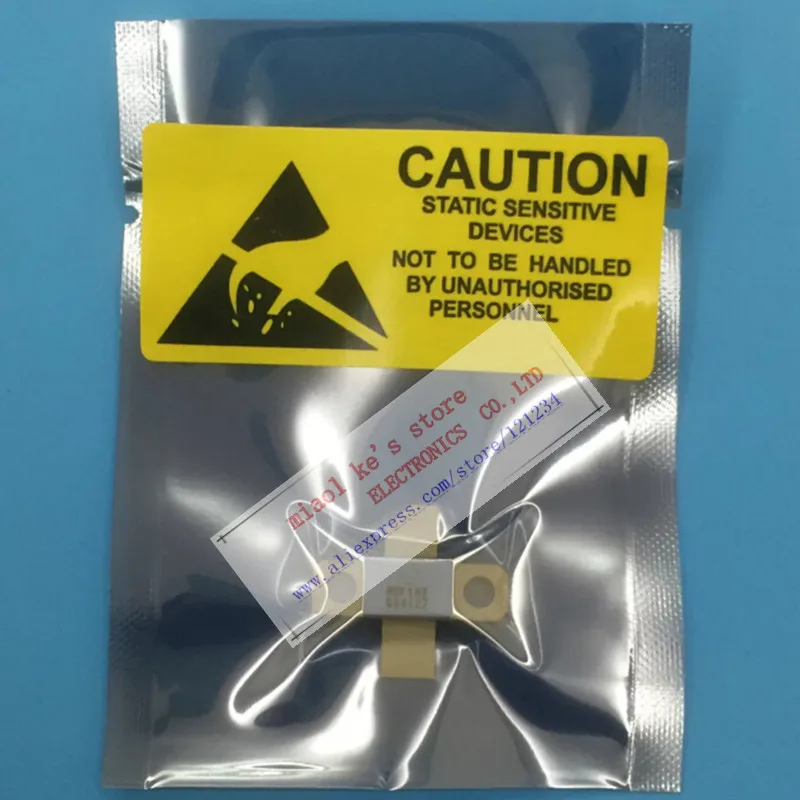 CAUTION
STATIC SENSITIVE
DEVICES
NOT TO BE HANDLED
BY UNAUTHORISED
PERSONNEL
miaol ke's store
ELECTRONICS CO.,LTD
www.aliexpress.com/store/121234